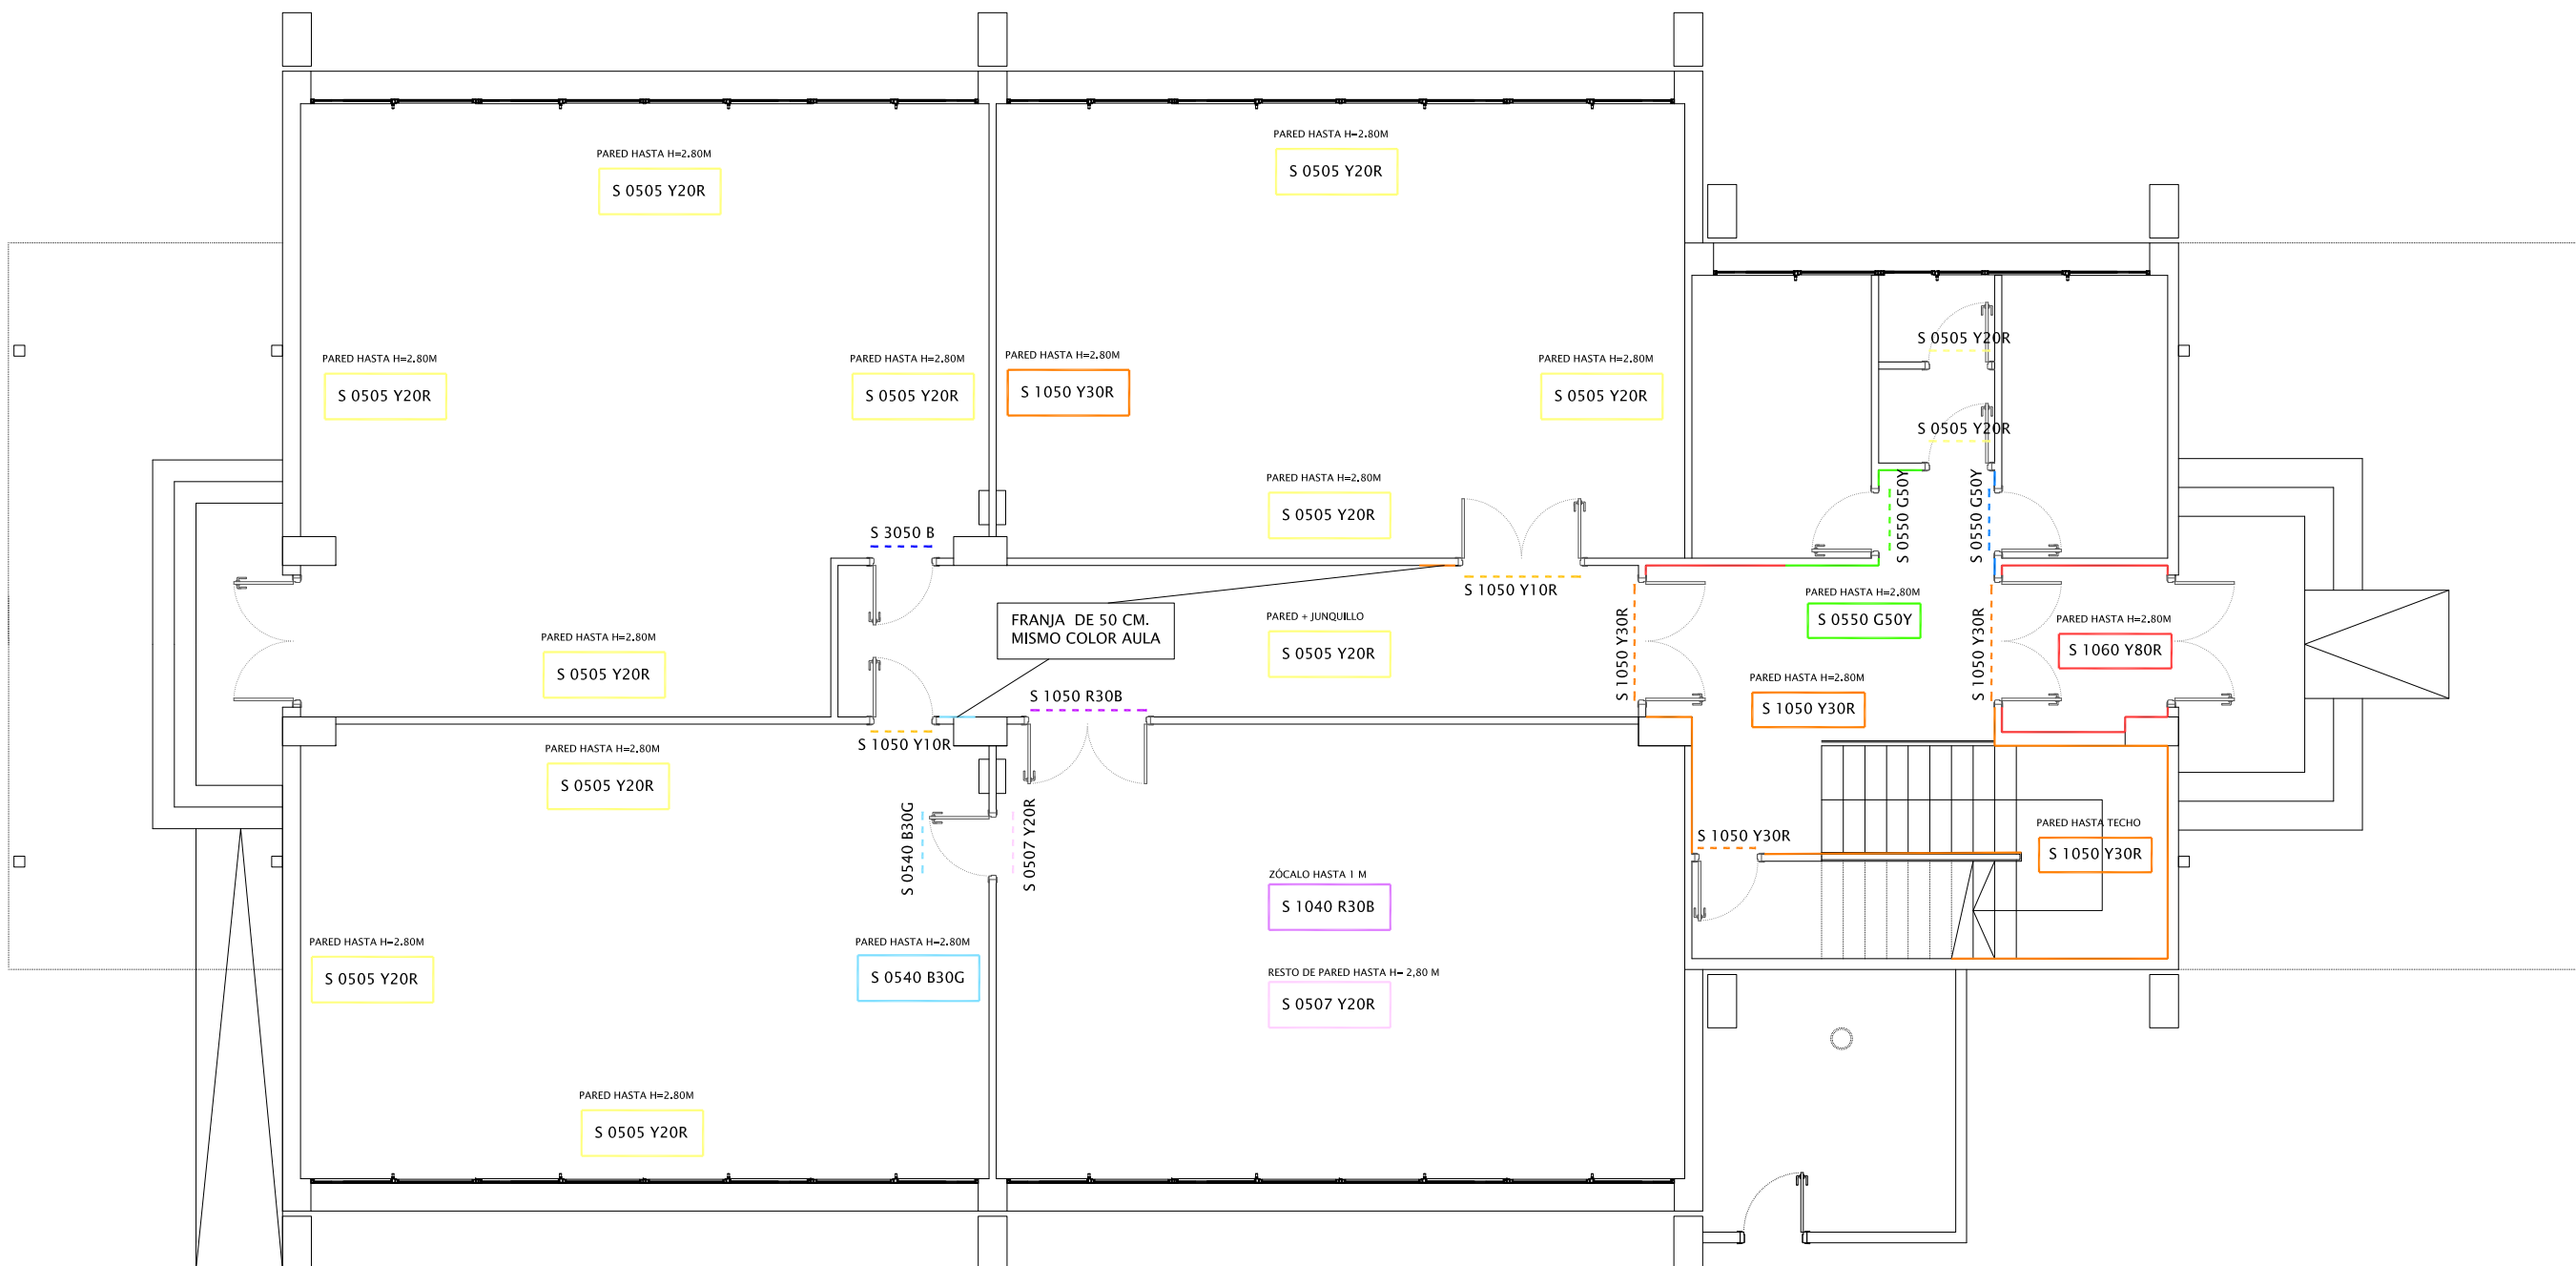 PARED HASTA H=2.80M
S 0505 Y20R
PARED HASTA H=2.80M
S 0505 Y20R
PARED HASTA H=2.80M
S 0505 Y20R
PARED HASTA H=2.80M
S 0505 Y20R
PARED HASTA H=2.80M
S 1050 Y30R
PARED HASTA H=2.80M
S 0505 Y20R
PARED HASTA H=2.80M
S 0505 Y20R
S 0505 Y20R
S 0505 Y20R
S 0550 G50Y
S 0550 G50Y
S 3050 B
S 1050 Y10R
FRANJA DE 50 CM.
MISMO COLOR AULA
PARED + JUNQUILLO
S 0505 Y20R
S 1050 Y30R
PARED HASTA H=2.80M
S 0550 G50Y
S 1050 Y30R
PARED HASTA H=2.80M
S 1060 Y80R
PARED HASTA H=2.80M
S 0505 Y20R
S 1050 R30B
PARED HASTA H=2.80M
S 1050 Y30R
S 1050 Y10R
PARED HASTA H=2.80M
S 0505 Y20R
S 0540 B30G
S 0507 Y20R
S 1050 Y30R
PARED HASTA TECHO
S 1050 Y30R
ZÓCALO HASTA 1 M
S 1040 R30B
PARED HASTA H=2.80M
S 0505 Y20R
PARED HASTA H=2.80M
S 0540 B30G
RESTO DE PARED HASTA H= 2,80 M
S 0507 Y20R
PARED HASTA H=2.80M
S 0505 Y20R